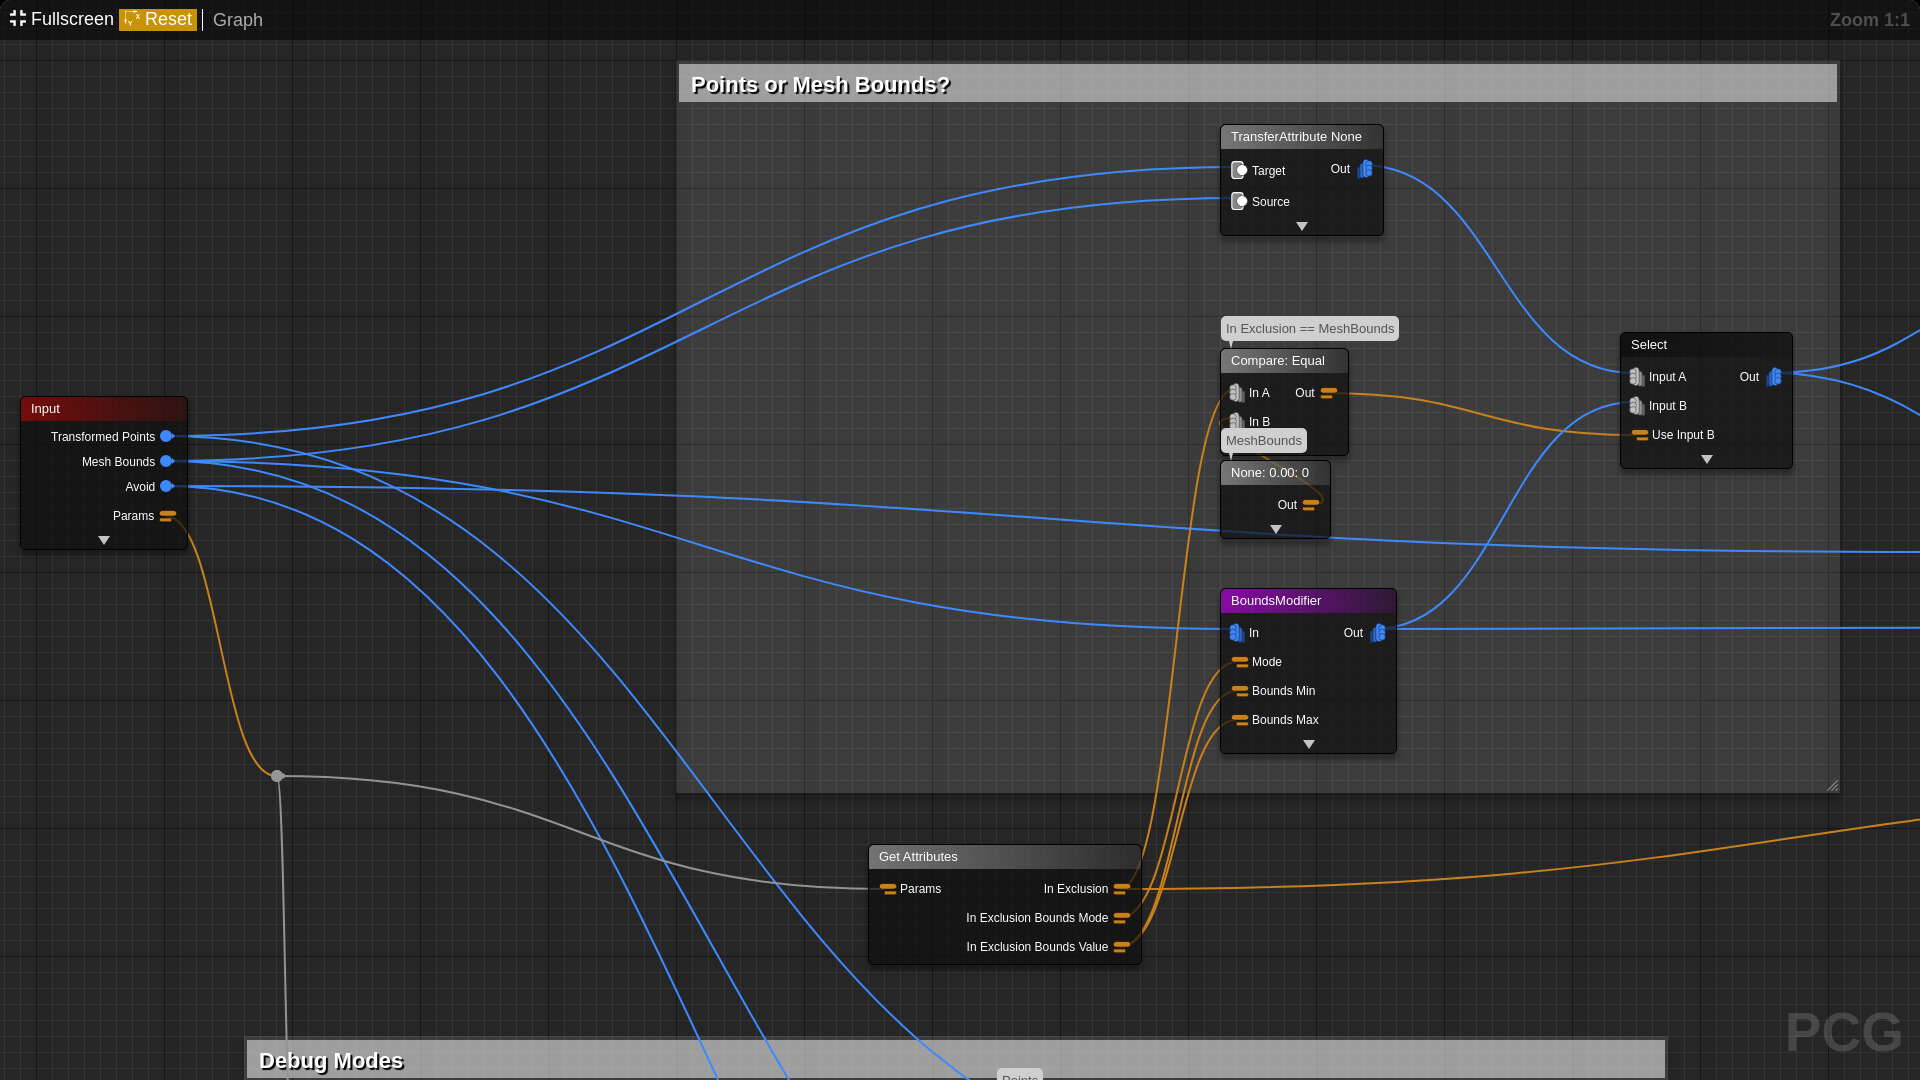 Fullscreen Reset Graph Zoom 1:1
Points or Mesh Bounds?
TransferAttribute None
Target Out
Source
In Exclusion == MeshBounds
Compare: Equal
In A Out
In B
MeshBounds
None: 0.00: 0
Out
Select
Input A Out
Input B
Use Input B
Input
Transformed Points
Mesh Bounds
Avoid
Params
BoundsModifier
In Out
Mode
Bounds Min
Bounds Max
Get Attributes
Params In Exclusion
In Exclusion Bounds Mode
In Exclusion Bounds Value
Debug Modes
Points
PCG